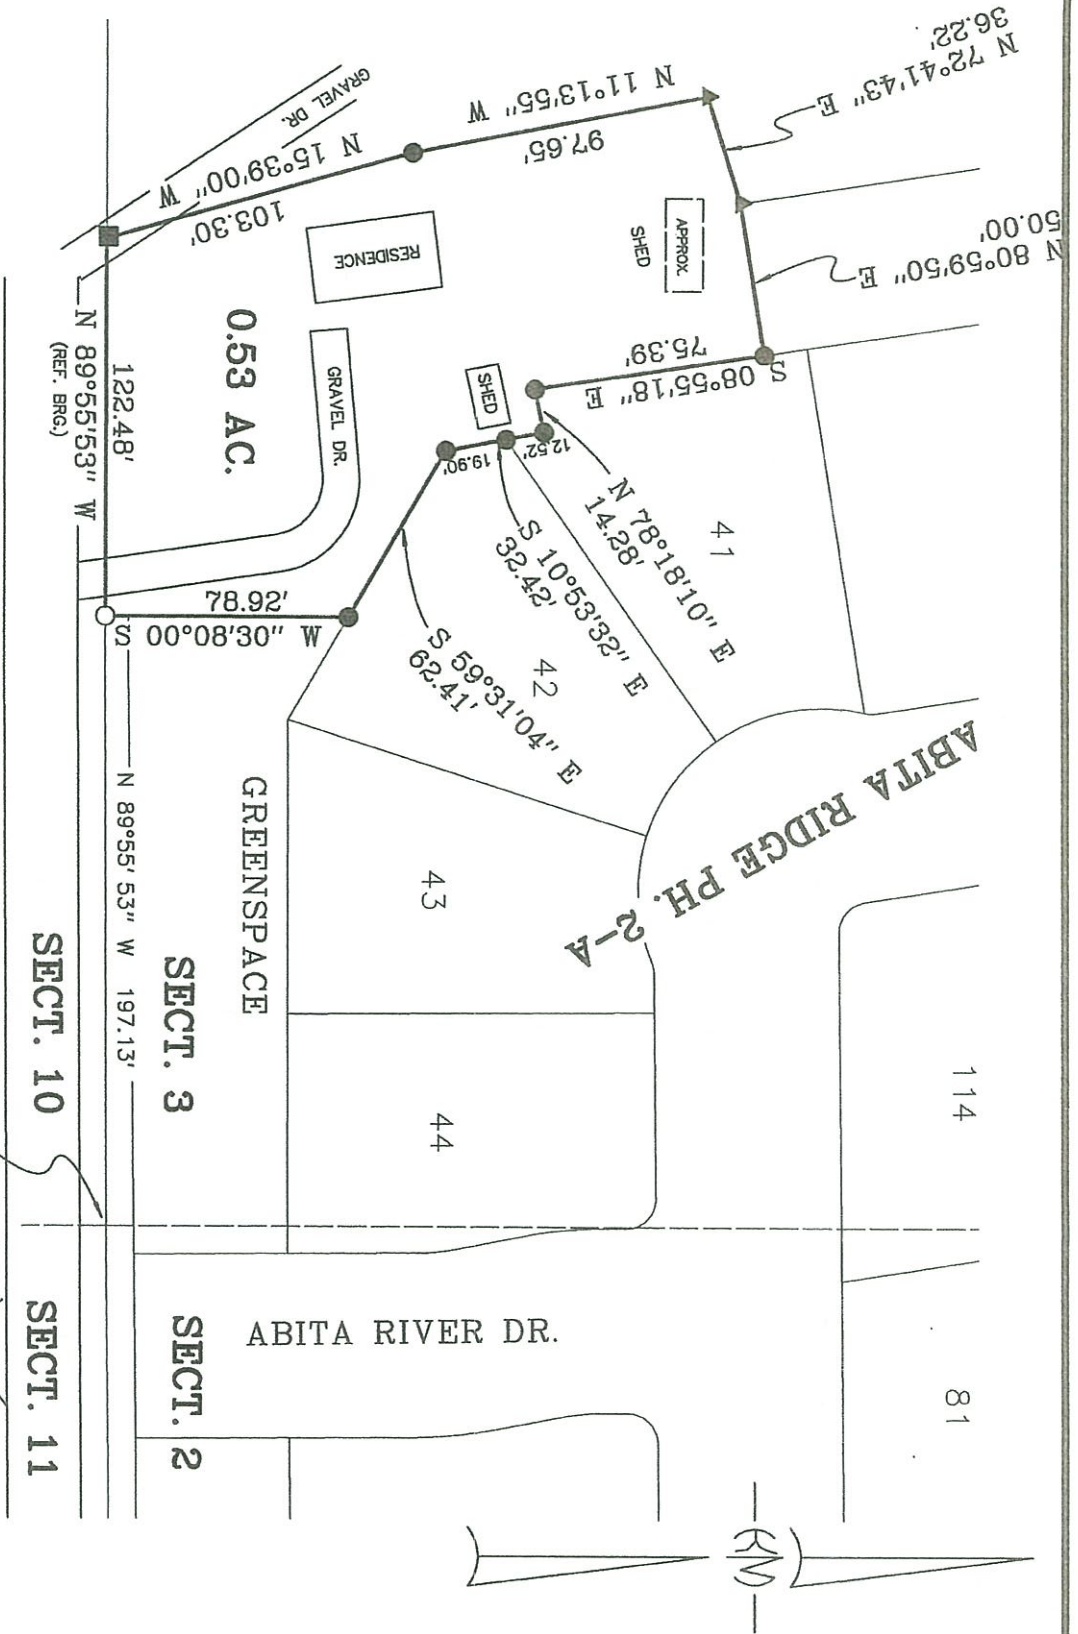 N 72°41'43" E
36.22'
N 80°59'50" E
50.00'
N 11°13'55" W
97.65'
GRAVEL DR.
N 15°39'00" W
103.30'
RESIDENCE
APPROX.
SHED
S 08°55'18" E
75.39'
SHED
12.52'
19.90'
N 78°18'10" E
14.28'
S 10°53'32" E
32.42'
S 59°31'04" E
62.41'
41
42
43
44
114
81
0.53 AC.
GRAVEL DR.
122.48'
N 89°55'53" W
(REF. BRG.)
78.92'
S 00°08'30" W
N 89°55'53" W 197.13'
GREENSPACE
ABITA RIDGE PH. 2-A
ABITA RIVER DR.
SECT. 3
SECT. 10
SECT. 2
SECT. 11